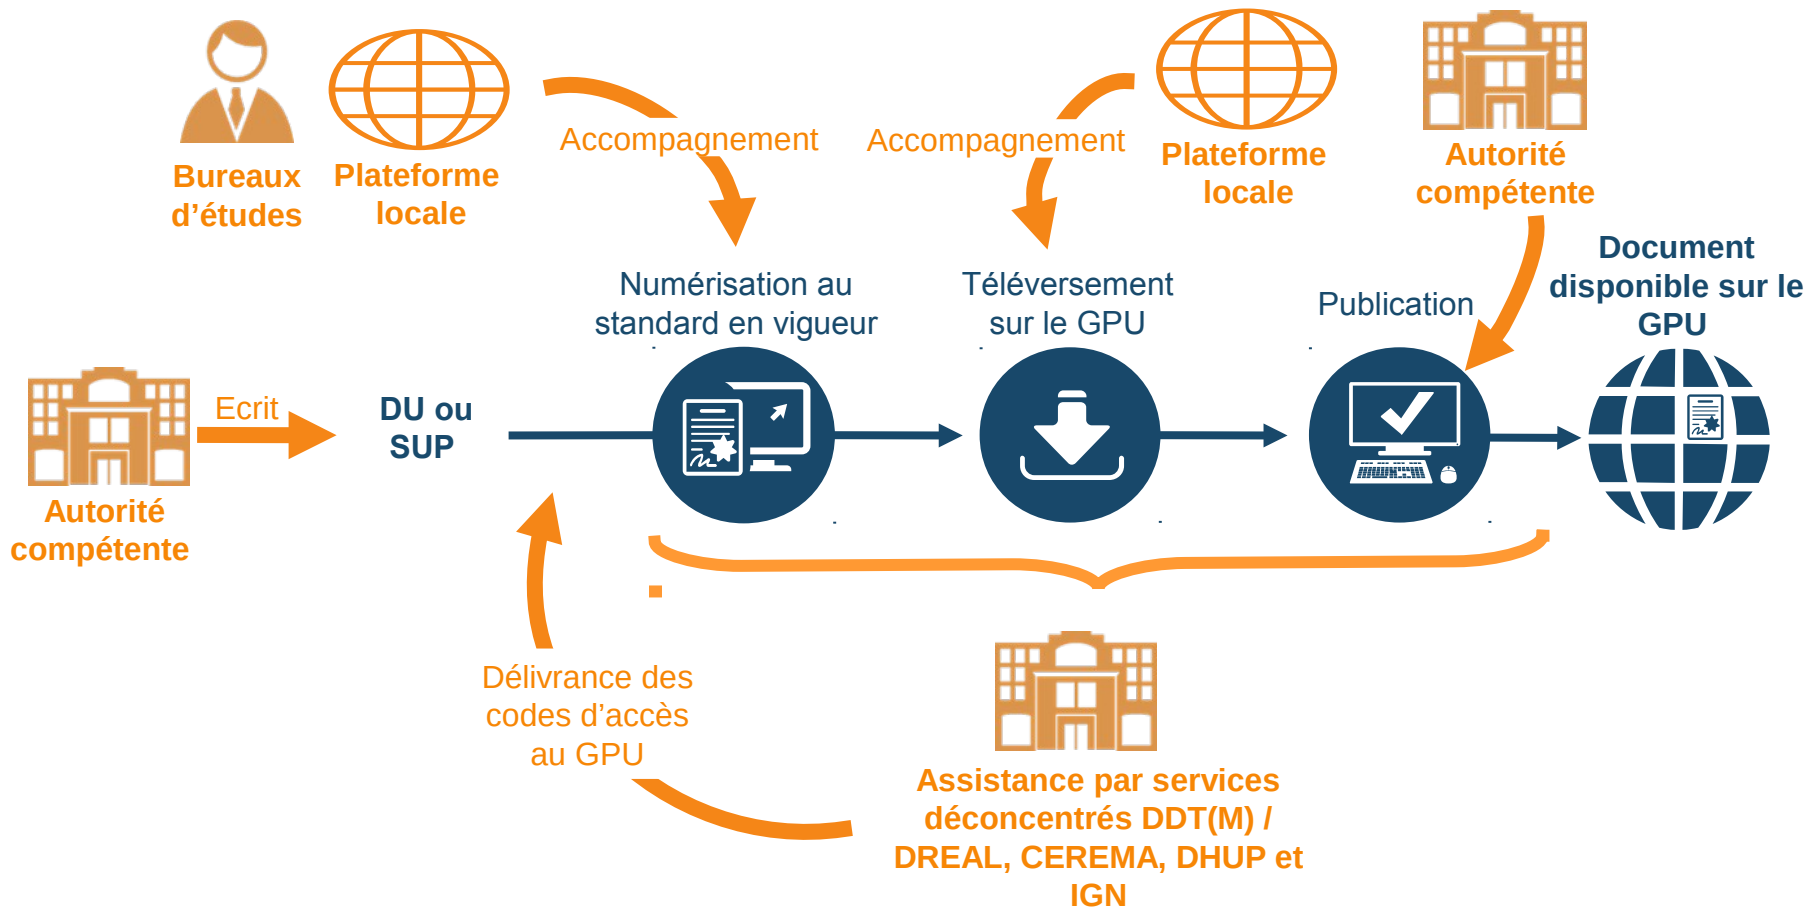 Bureaux
d’études
Plateforme
locale
Accompagnement
Accompagnement
Plateforme
locale
Autorité
compétente
Numérisation au
standard en vigueur
Téléversement
sur le GPU
Publication
Document
disponible sur le
GPU
Ecrit
DU ou
SUP
Autorité
compétente
Délivrance des
codes d’accès
au GPU
Assistance par services
déconcentrés DDT(M) /
DREAL, CEREMA, DHUP et
IGN